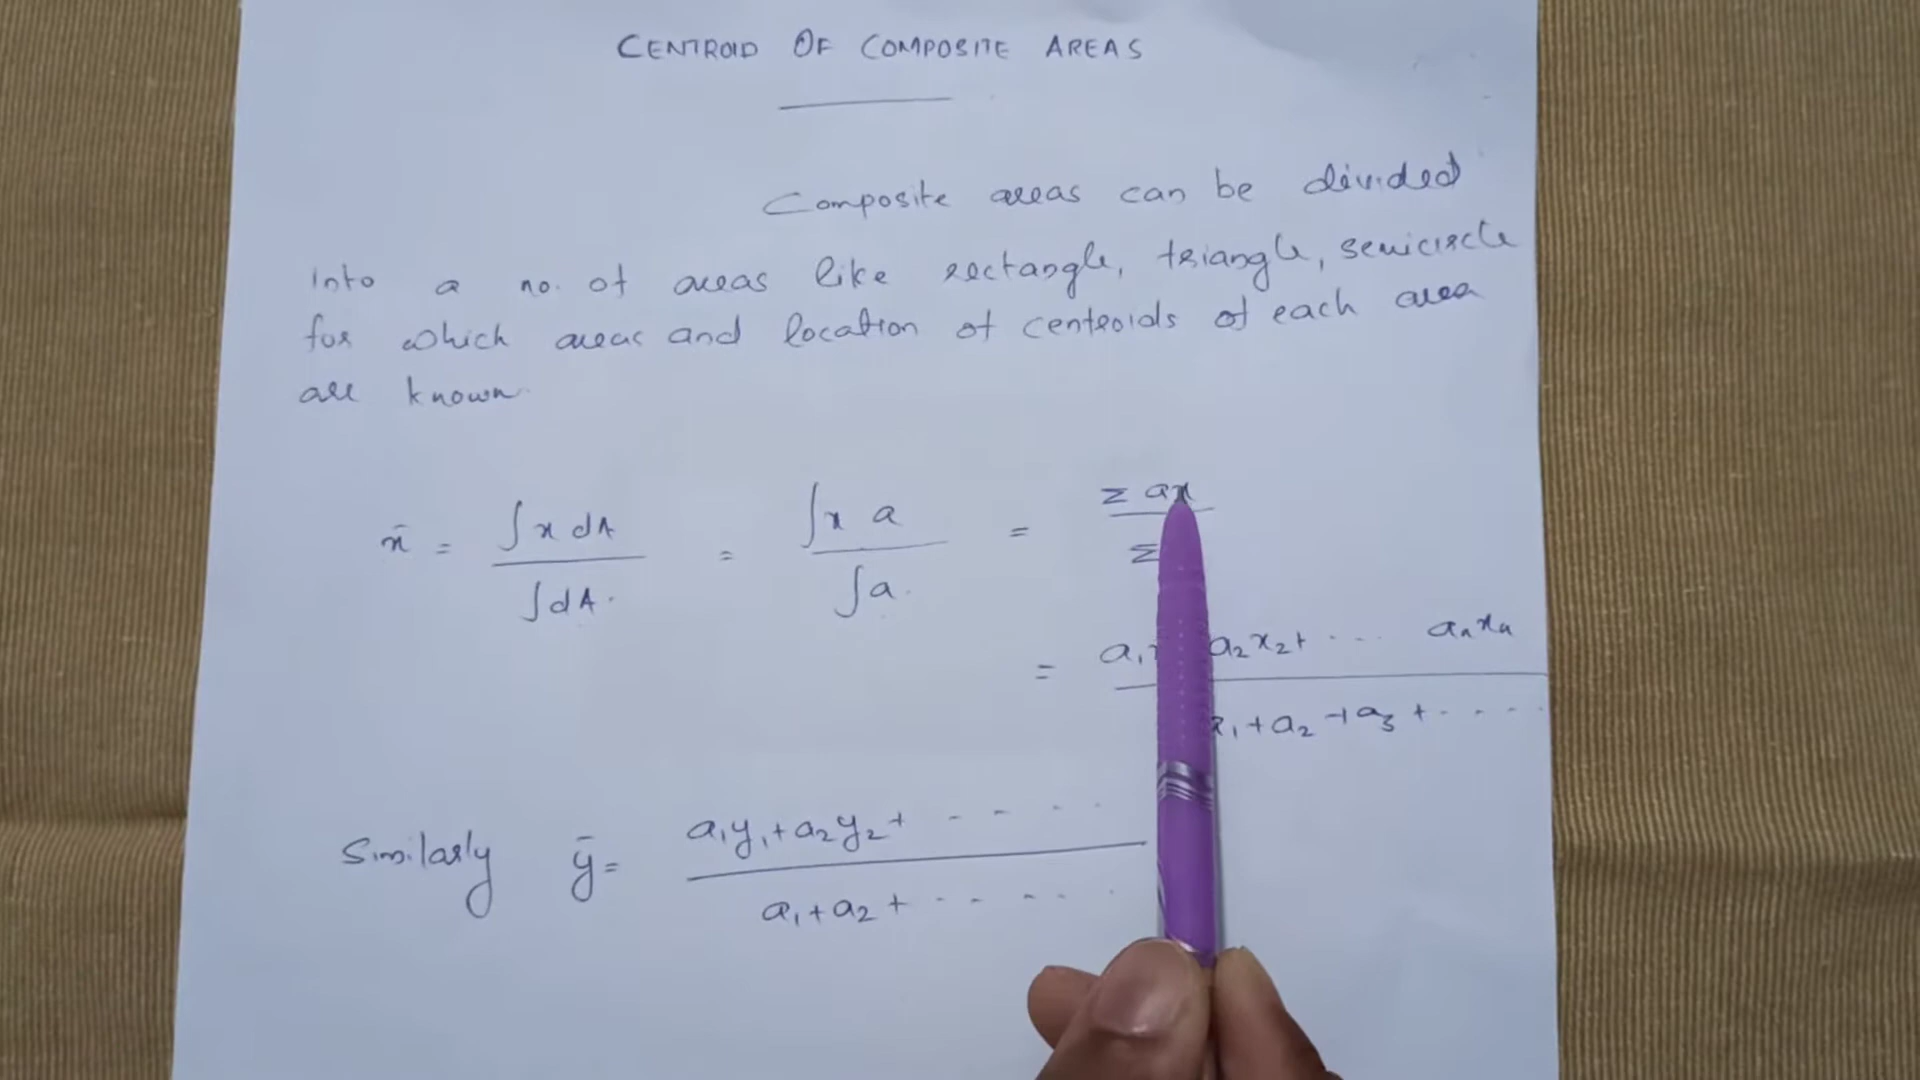 CENTROID OF COMPOSITE AREAS
Composite areas can be divided
into a no. of areas like rectangle, triangle, semicircle
for which areas and location of centroids of each area
are known.
x̄ = ∫x dA / ∫dA. = ∫x a / ∫a. = Σ ax / Σ
= a₁ a₂x₂+ ... aₙxₙ / a₁+a₂+a₃+....
Similarly ȳ = a₁y₁+a₂y₂+ .... / a₁+a₂+ .....